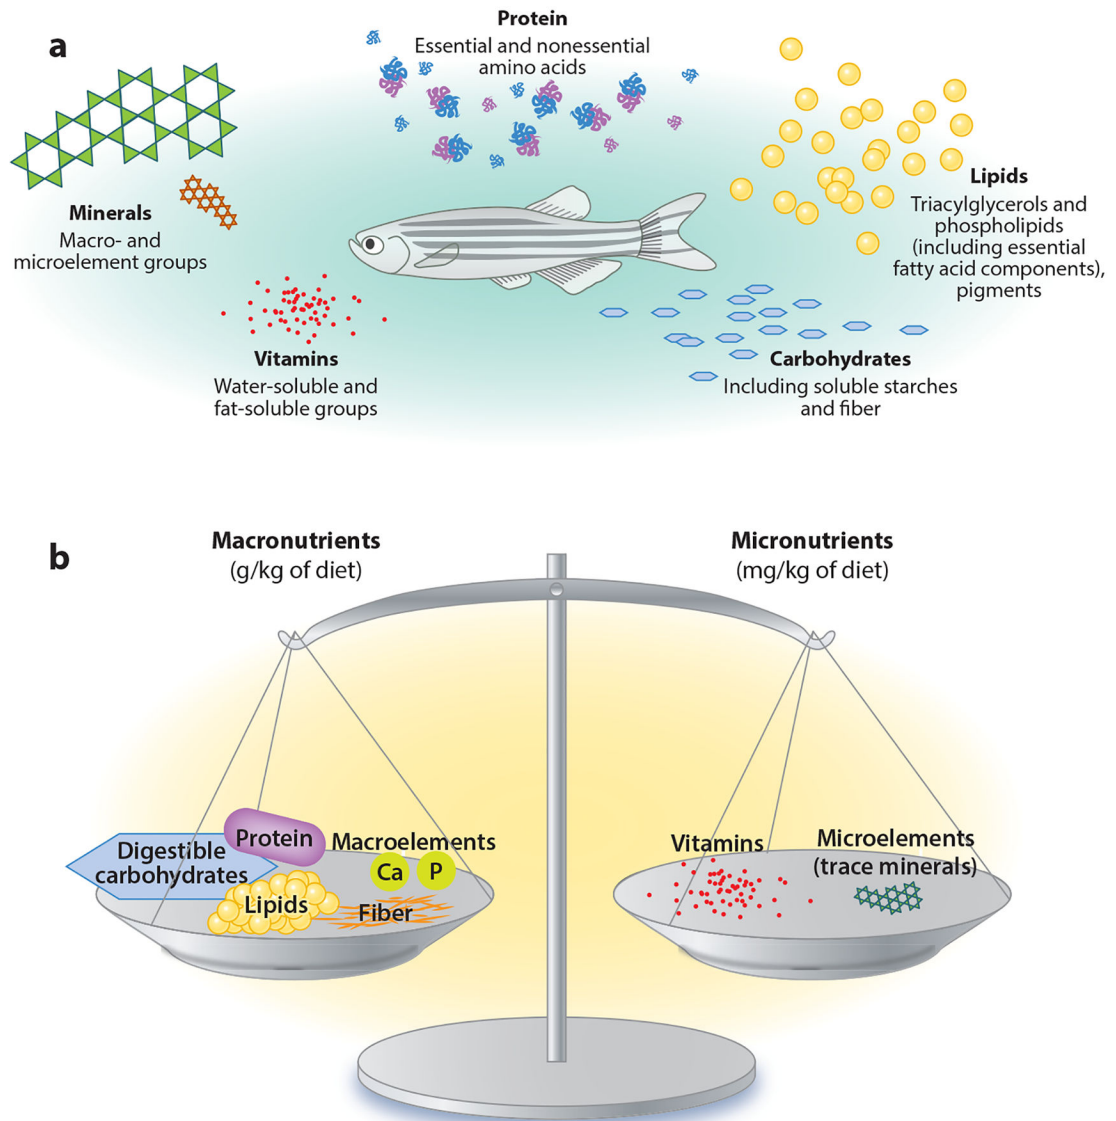 a
Protein
Essential and nonessential
amino acids
Minerals
Macro- and
microelement groups
Lipids
Triacylglycerols and
phospholipids
(including essential
fatty acid components),
pigments
Vitamins
Water-soluble and
fat-soluble groups
Carbohydrates
Including soluble starches
and fiber
b
Macronutrients
(g/kg of diet)
Micronutrients
(mg/kg of diet)
Digestible
carbohydrates
Protein
Macroelements
Ca
P
Lipids
Fiber
Vitamins
Microelements
(trace minerals)